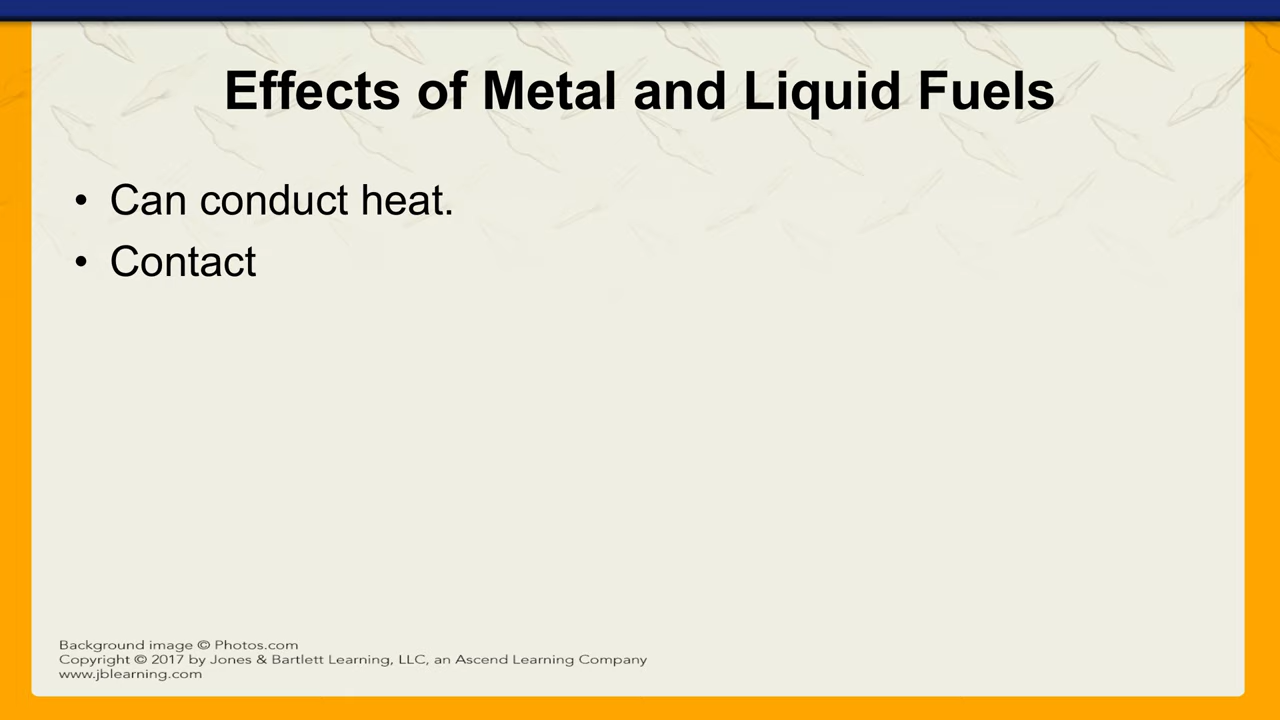 Effects of Metal and Liquid Fuels
• Can conduct heat.
• Contact
Background image © Photos.com
Copyright © 2017 by Jones & Bartlett Learning, LLC, an Ascend Learning Company
www.jblearning.com